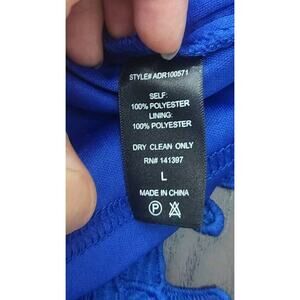 STYLE# ADR100571
SELF:
100% POLYESTER
LINING:
100% POLYESTER
DRY CLEAN ONLY
RN# 141397
L
MADE IN CHINA
P A